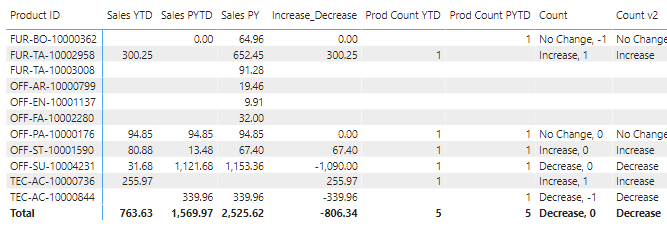 Product ID Sales YTD Sales PYTD Sales PY Increase_Decrease Prod Count YTD Prod Count PYTD Count Count v2
FUR-BO-10000362 0.00 64.96 0.00 1 No Change, -1 No Change
FUR-TA-10002958 300.25 652.45 300.25 1 Increase, 1 Increase
FUR-TA-10003008 91.28
OFF-AR-10000799 19.46
OFF-EN-10001137 9.91
OFF-FA-10002280 32.00
OFF-PA-10000176 94.85 94.85 94.85 0.00 1 1 No Change, 0 No Change
OFF-ST-10001590 80.88 13.48 67.40 67.40 1 1 Increase, 0 Increase
OFF-SU-10004231 31.68 1,121.68 1,153.36 -1,090.00 1 1 Decrease, 0 Decrease
TEC-AC-10000736 255.97 255.97 1 Increase, 1 Increase
TEC-AC-10000844 339.96 339.96 -339.96 1 Decrease, -1 Decrease
Total 763.63 1,569.97 2,525.62 -806.34 5 5 Decrease, 0 Decrease